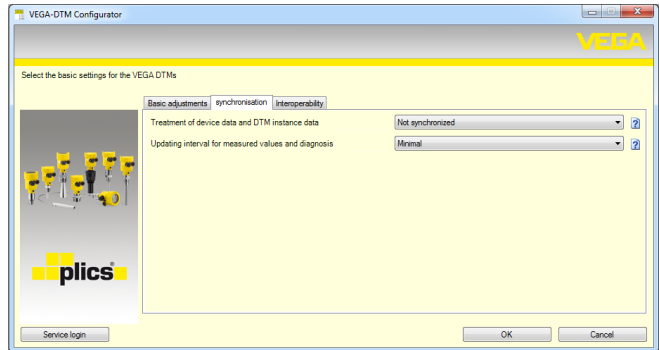 VEGA-DTM Configurator
VEGA
Select the basic settings for the VEGA DTMs
Basic adjustments synchronisation Interoperability
Treatment of device data and DTM instance data Not synchronized ?
Updating interval for measured values and diagnosis Minimal ?
plics
Service login OK Cancel